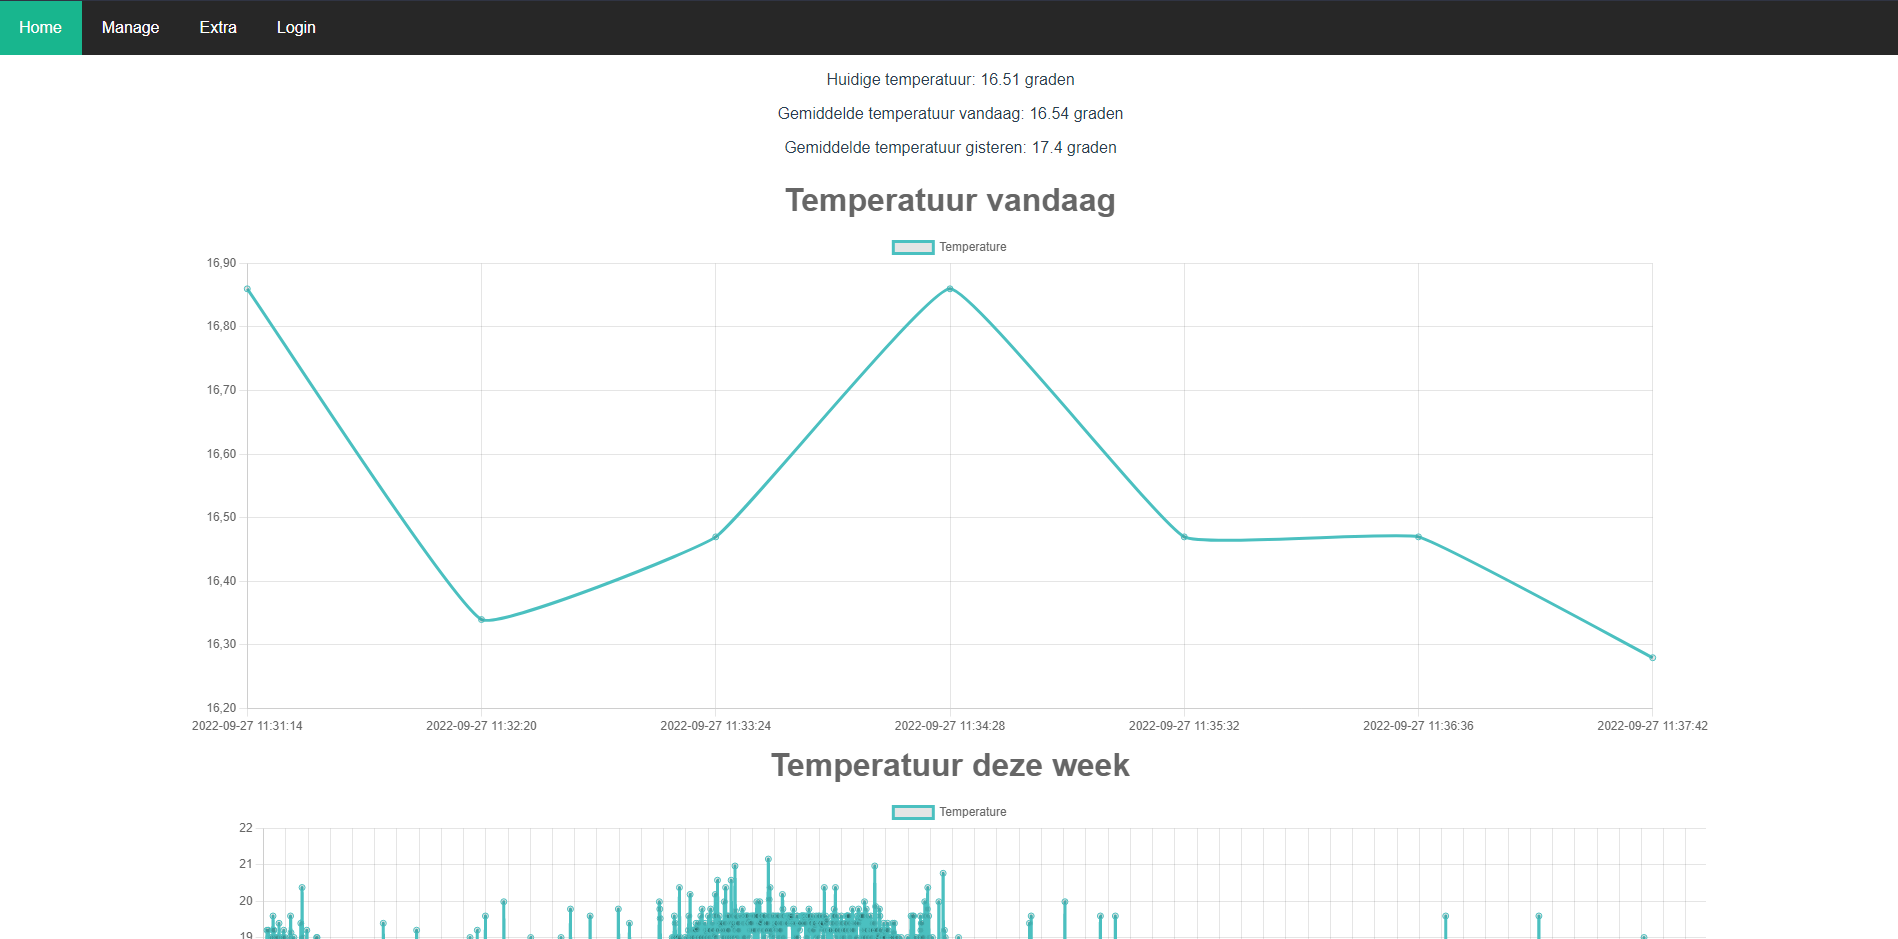 Home Manage Extra Login
Huidige temperatuur: 16.51 graden
Gemiddelde temperatuur vandaag: 16.54 graden
Gemiddelde temperatuur gisteren: 17.4 graden
Temperatuur vandaag
Temperature
16,90
16,80
16,70
16,60
16,50
16,40
16,30
16,20
2022-09-27 11:31:14 2022-09-27 11:32:20 2022-09-27 11:33:24 2022-09-27 11:34:28 2022-09-27 11:35:32 2022-09-27 11:36:36 2022-09-27 11:37:42
Temperatuur deze week
Temperature
22
21
20
19